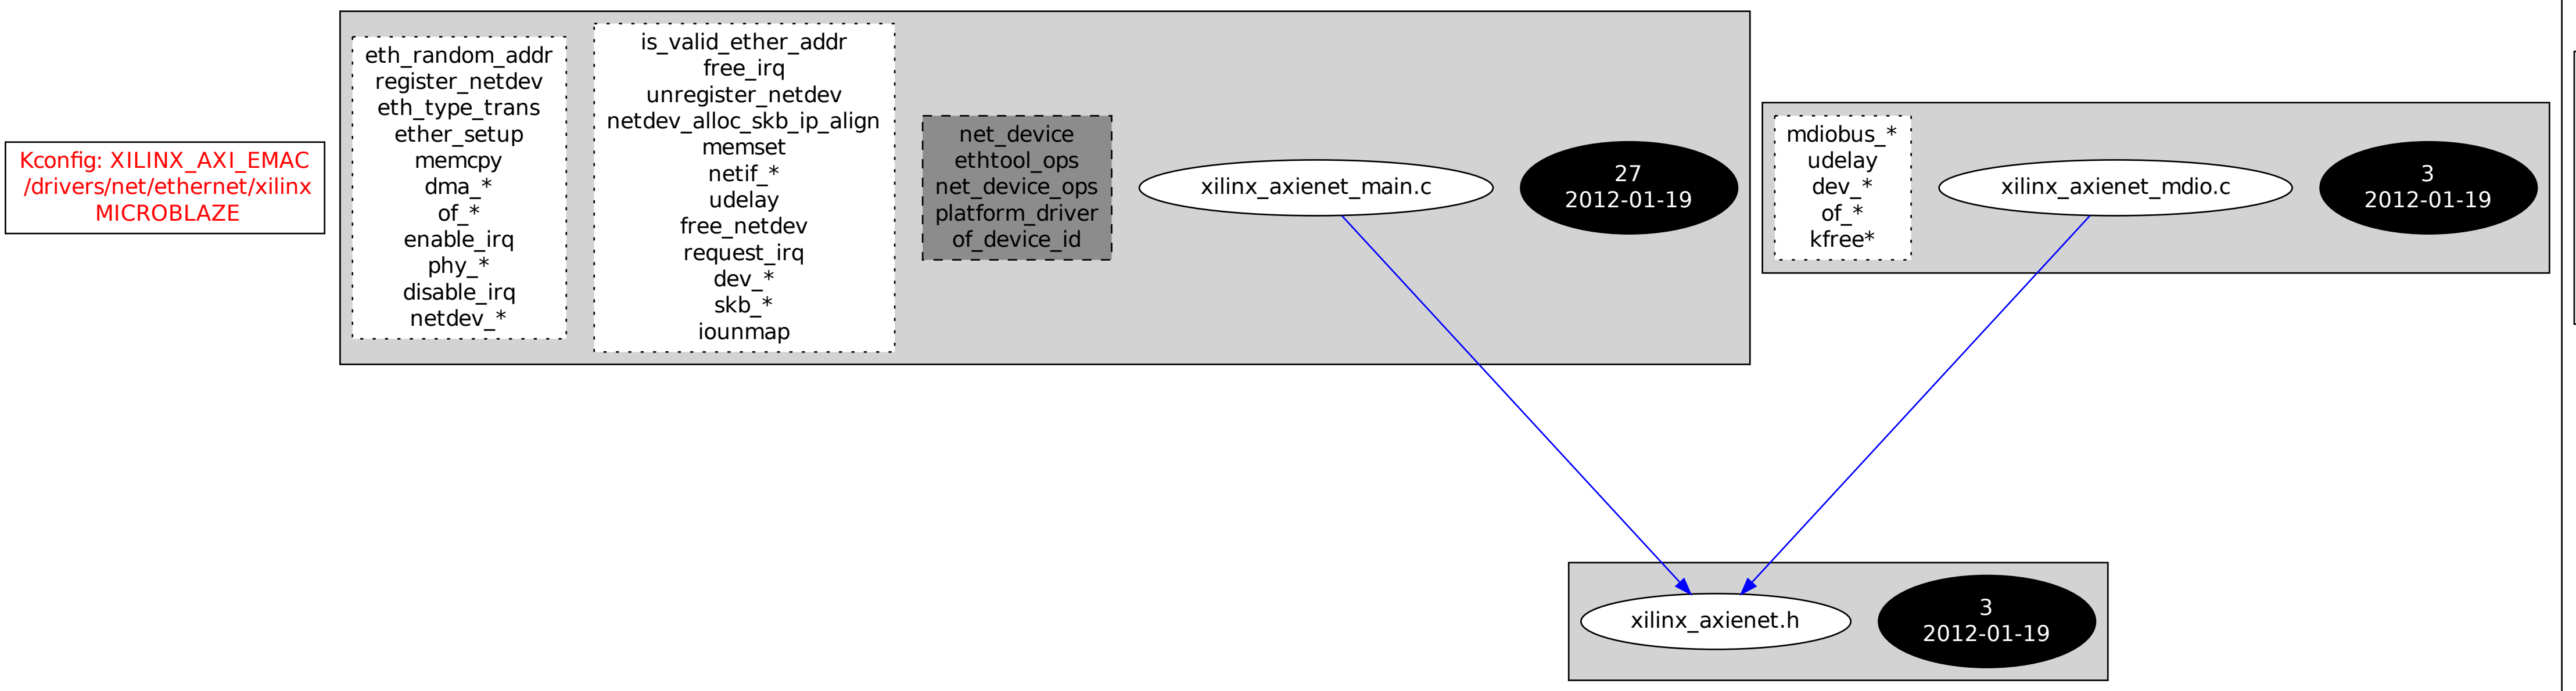 Kconfig: XILINX_AXI_EMAC
/drivers/net/ethernet/xilinx
MICROBLAZE
eth_random_addr
register_netdev
eth_type_trans
ether_setup
memcpy
dma_*
of_*
enable_irq
phy_*
disable_irq
netdev_*
is_valid_ether_addr
free_irq
unregister_netdev
netdev_alloc_skb_ip_align
memset
netif_*
udelay
free_netdev
request_irq
dev_*
skb_*
iounmap
net_device
ethtool_ops
net_device_ops
platform_driver
of_device_id
xilinx_axienet_main.c
27
2012-01-19
mdiobus_*
udelay
dev_*
of_*
kfree*
xilinx_axienet_mdio.c
3
2012-01-19
xilinx_axienet.h
3
2012-01-19